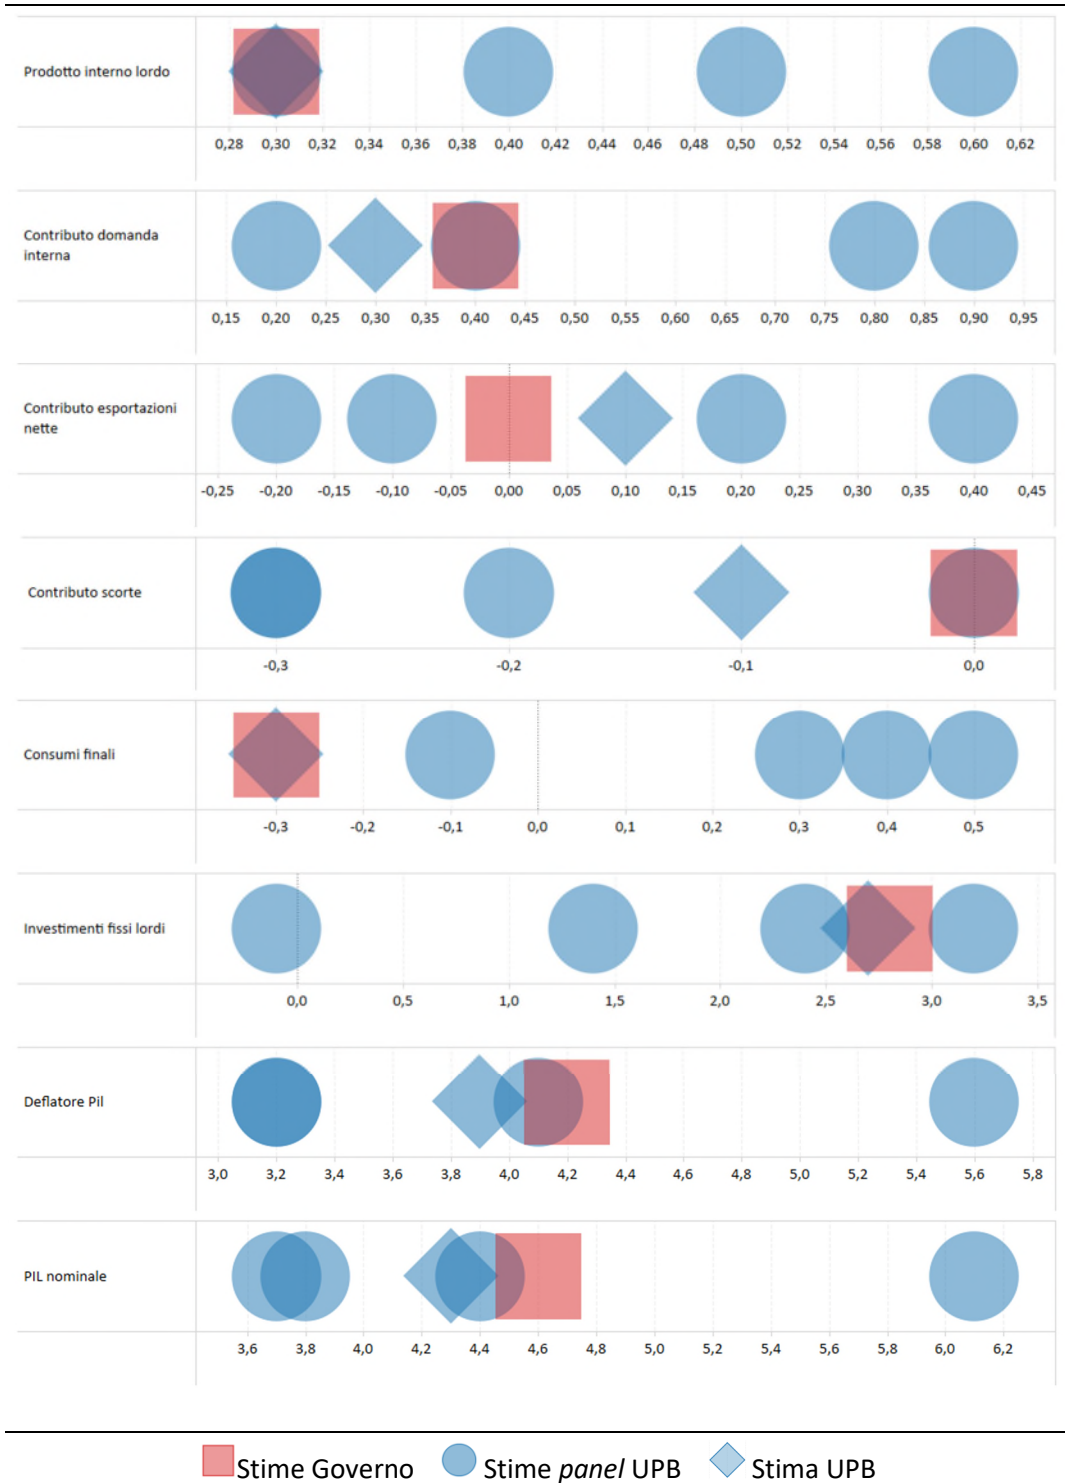 Prodotto interno lordo
0,28 0,30 0,32 0,34 0,36 0,38 0,40 0,42 0,44 0,46 0,48 0,50 0,52 0,54 0,56 0,58 0,60 0,62
Contributo domanda
interna
0,15 0,20 0,25 0,30 0,35 0,40 0,45 0,50 0,55 0,60 0,65 0,70 0,75 0,80 0,85 0,90 0,95
Contributo esportazioni
nette
-0,25 -0,20 -0,15 -0,10 -0,05 0,00 0,05 0,10 0,15 0,20 0,25 0,30 0,35 0,40 0,45
Contributo scorte
-0,3 -0,2 -0,1 0,0
Consumi finali
-0,3 -0,2 -0,1 0,0 0,1 0,2 0,3 0,4 0,5
Investimenti fissi lordi
0,0 0,5 1,0 1,5 2,0 2,5 3,0 3,5
Deflatore Pil
3,0 3,2 3,4 3,6 3,8 4,0 4,2 4,4 4,6 4,8 5,0 5,2 5,4 5,6 5,8
PIL nominale
3,6 3,8 4,0 4,2 4,4 4,6 4,8 5,0 5,2 5,4 5,6 5,8 6,0 6,2
Stime Governo Stime panel UPB Stima UPB